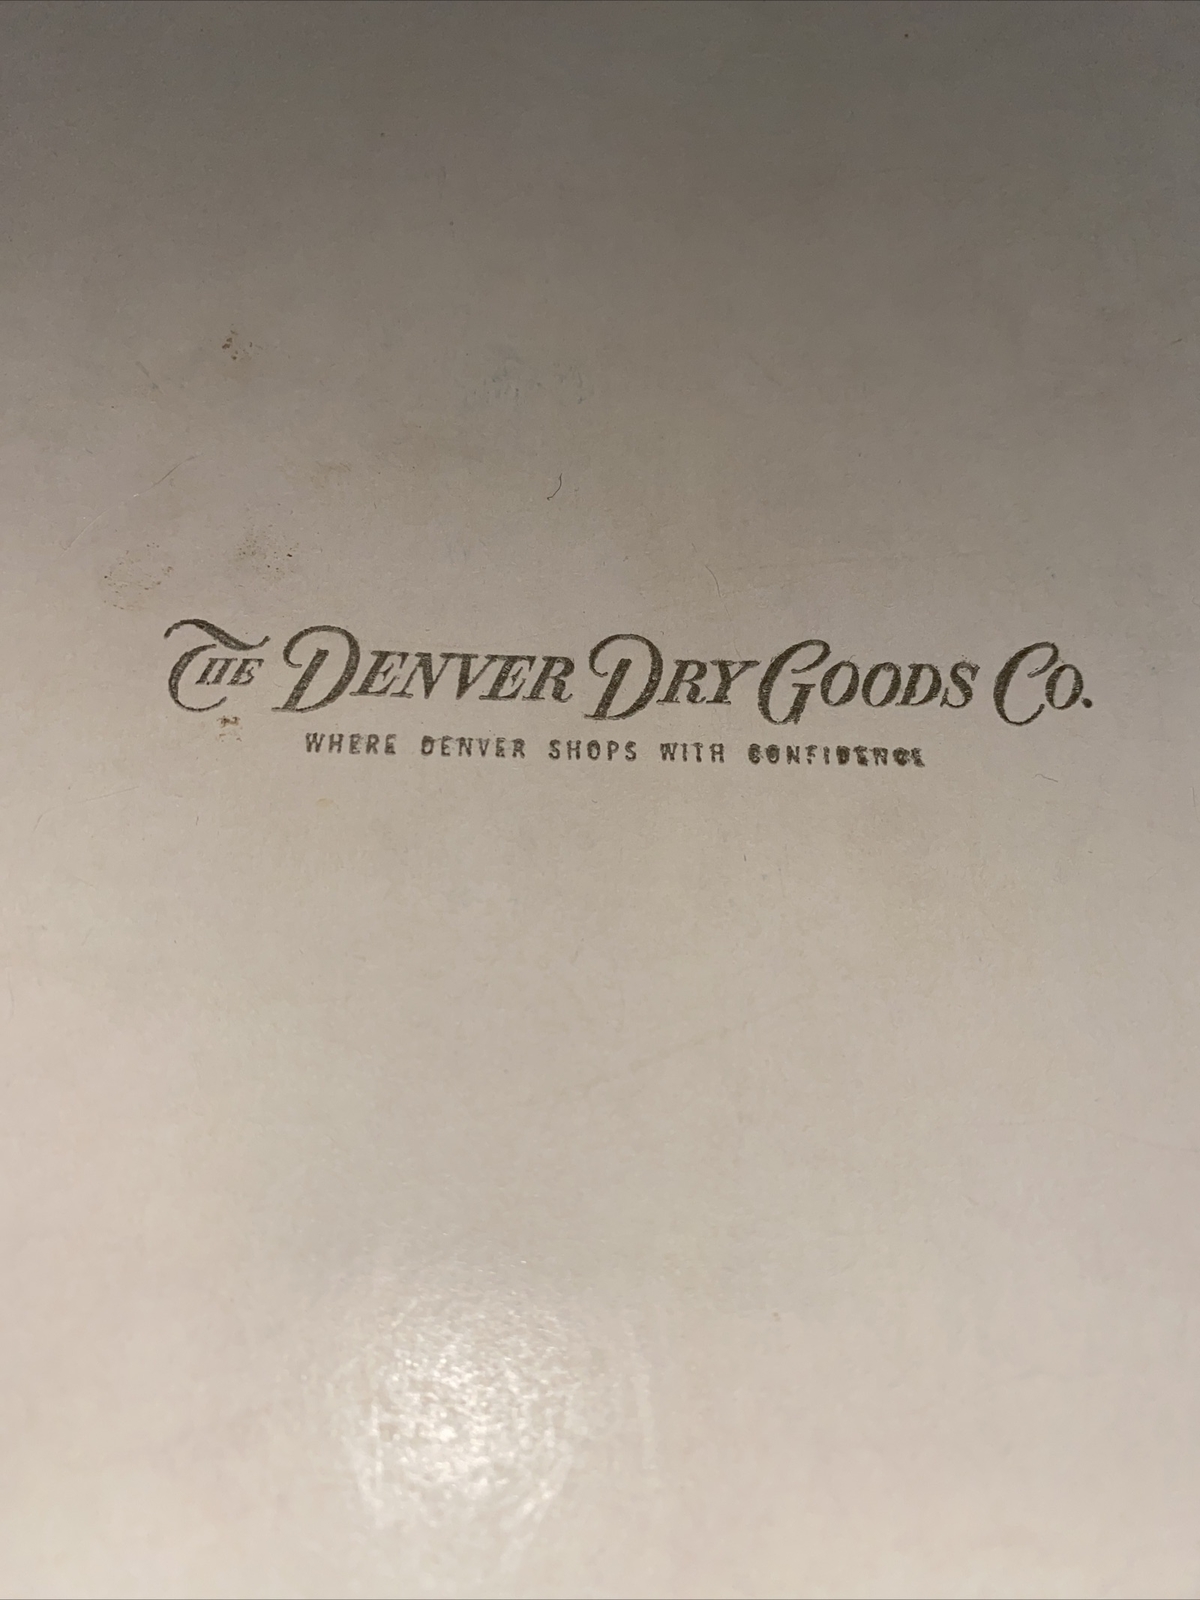 The Denver Dry Goods Co.
WHERE DENVER SHOPS WITH CONFIDENCE